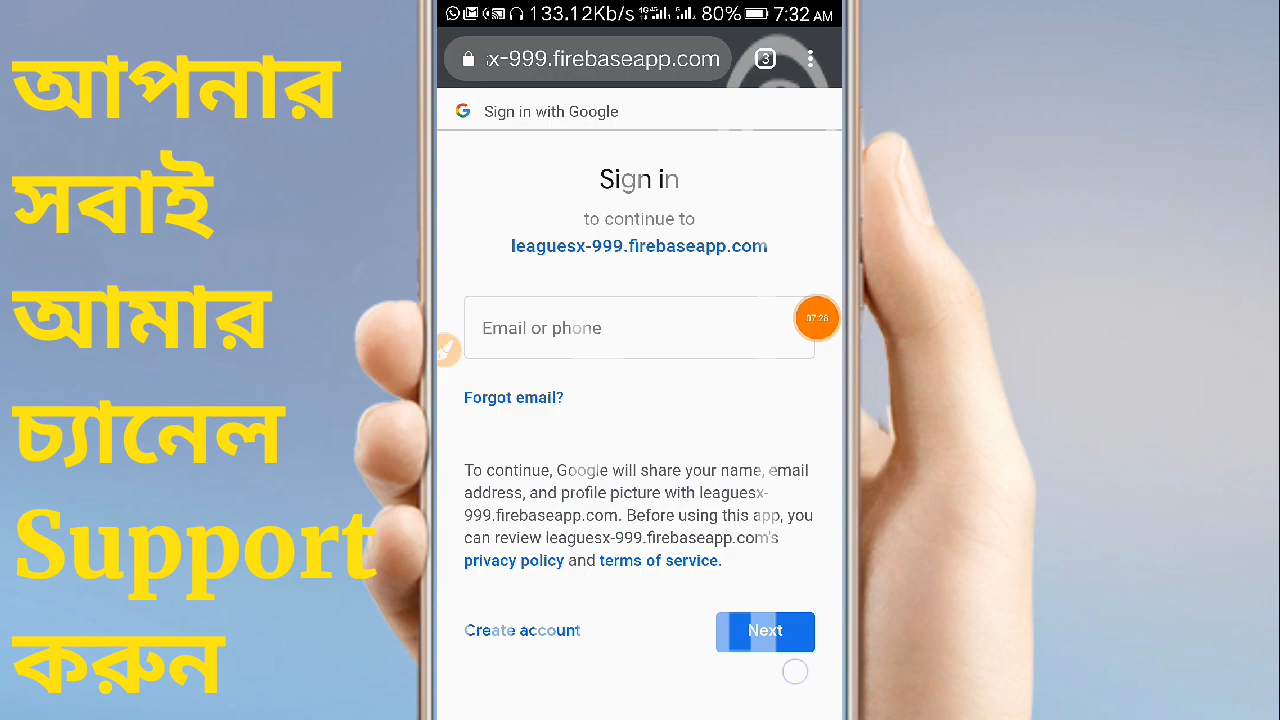 আপনার
সবাই
আমার
চ্যানেল
Support
করুন
133.12Kb/s 4G 80% 7:32 AM
x-999.firebaseapp.com 3
Sign in with Google
Sign in
to continue to
leaguesx-999.firebaseapp.com
Email or phone
07:28
Forgot email?
To continue, Google will share your name, email
address, and profile picture with leaguesx-
999.firebaseapp.com. Before using this app, you
can review leaguesx-999.firebaseapp.com's
privacy policy and terms of service.
Create account
Next